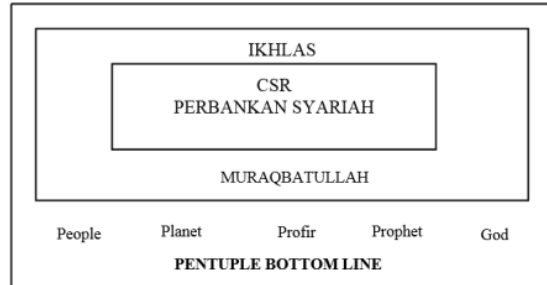 IKHLAS
CSR
PERBANKAN SYARIAH
MURAQBATULLAH
People Planet Profir Prophet God
PENTUPLE BOTTOM LINE